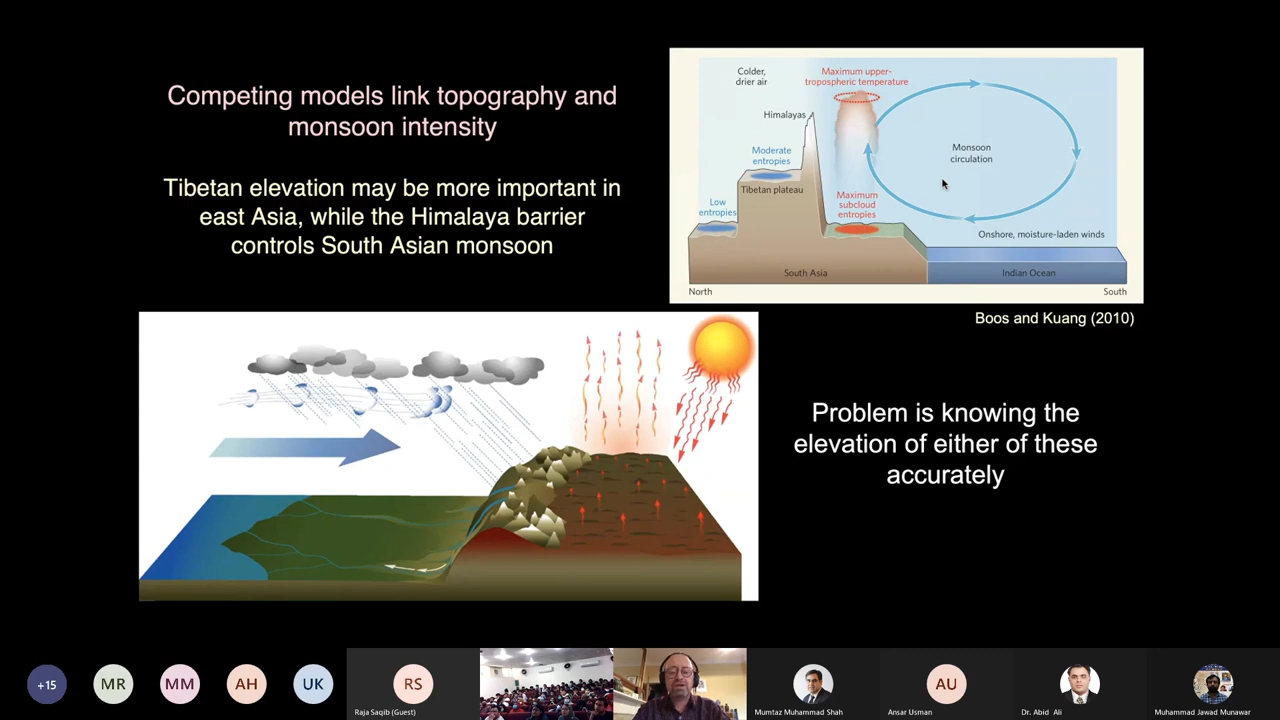 Competing models link topography and
monsoon intensity
Tibetan elevation may be more important in
east Asia, while the Himalaya barrier
controls South Asian monsoon
Colder,
drier air
Maximum upper-
tropospheric temperature
Himalayas
Moderate
entropies
Monsoon
circulation
Tibetan plateau
Low
entropies
Maximum
subcloud
entropies
Onshore, moisture-laden winds
South Asia
Indian Ocean
North
South
Boos and Kuang (2010)
Problem is knowing the
elevation of either of these
accurately
+15
MR
MM
AH
UK
RS
Raja Saqib (Guest)
Mumtaz Muhammad Shah
AU
Ansar Usman
Dr. Abid Ali
Muhammad Jawad Munawar